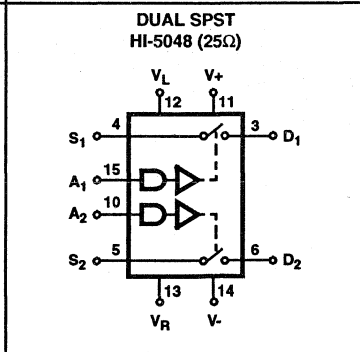 DUAL SPST
HI-5048 (25Ω)
VL V+
12 11
S1 4 3 D1
A1 15
A2 10
S2 5 6 D2
13 14
VR V-